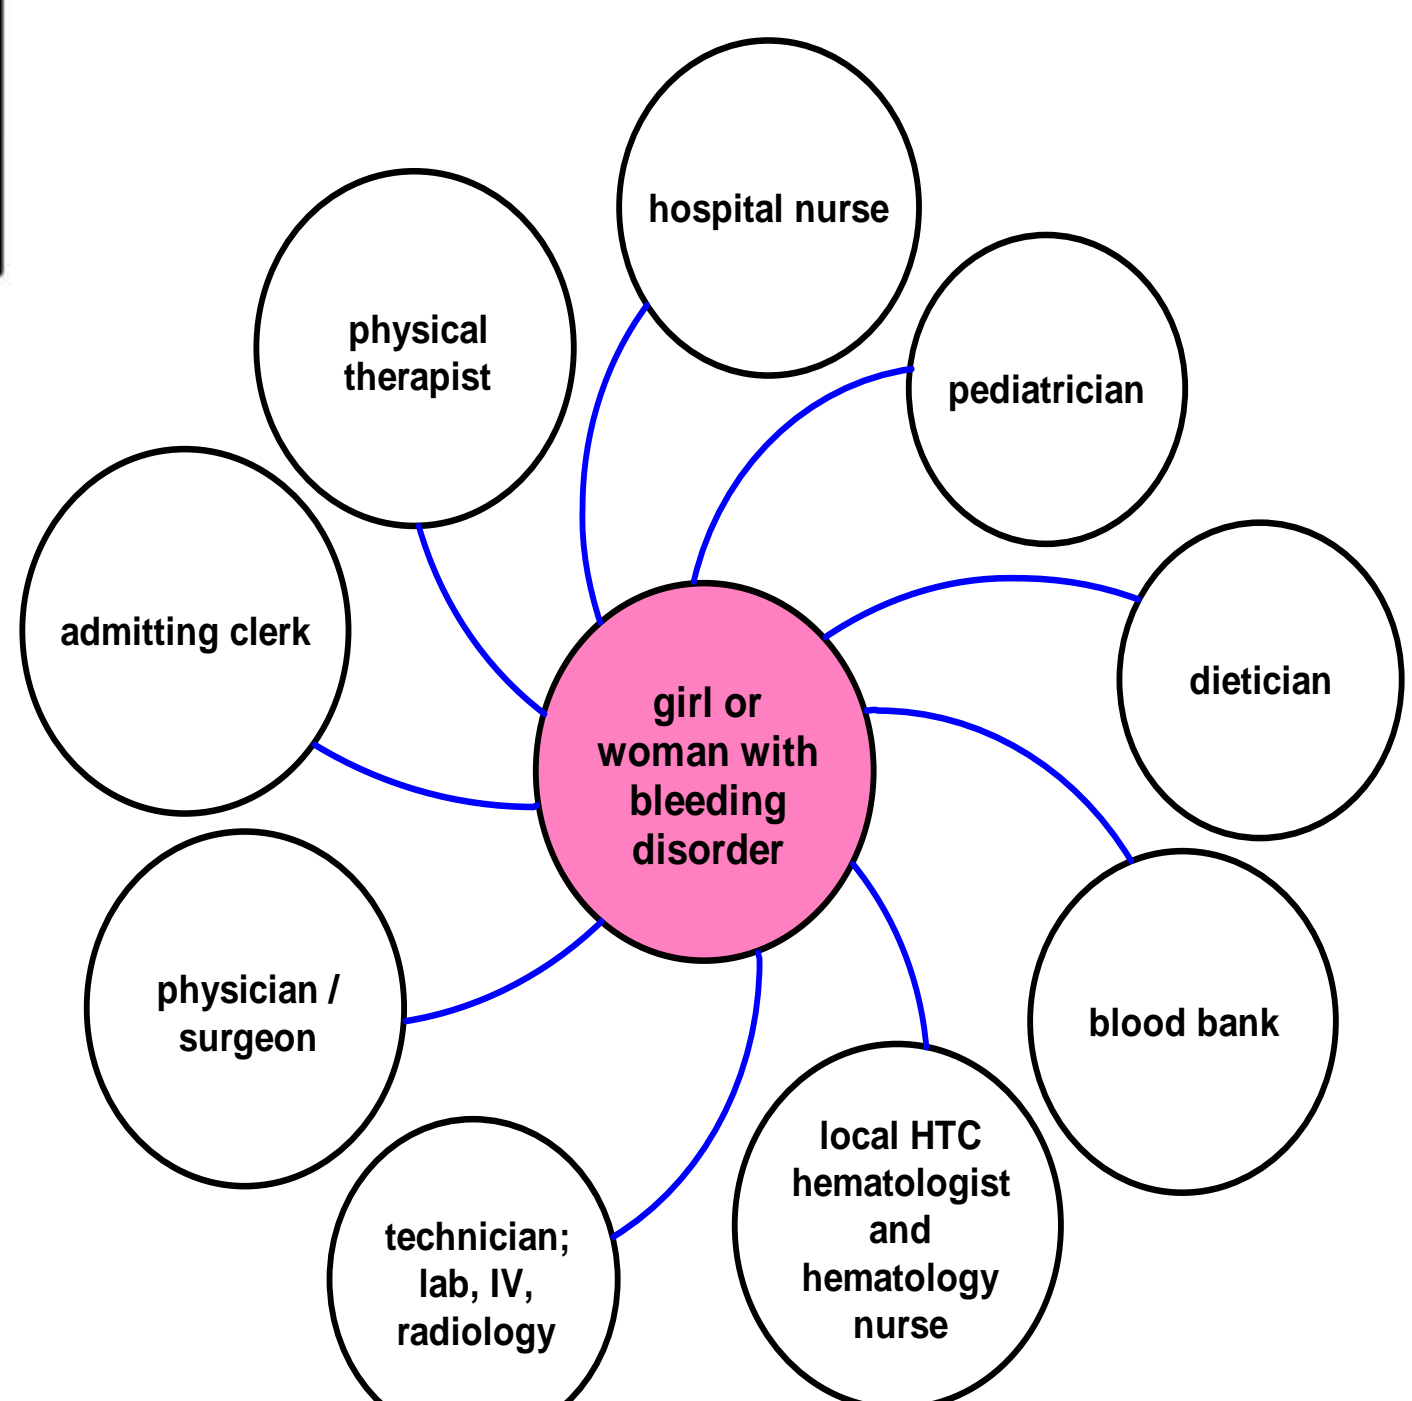 hospital nurse
physical
therapist
pediatrician
admitting clerk
dietician
girl or
woman with
bleeding
disorder
physician /
surgeon
blood bank
local HTC
hematologist
and
hematology
nurse
technician;
lab, IV,
radiology